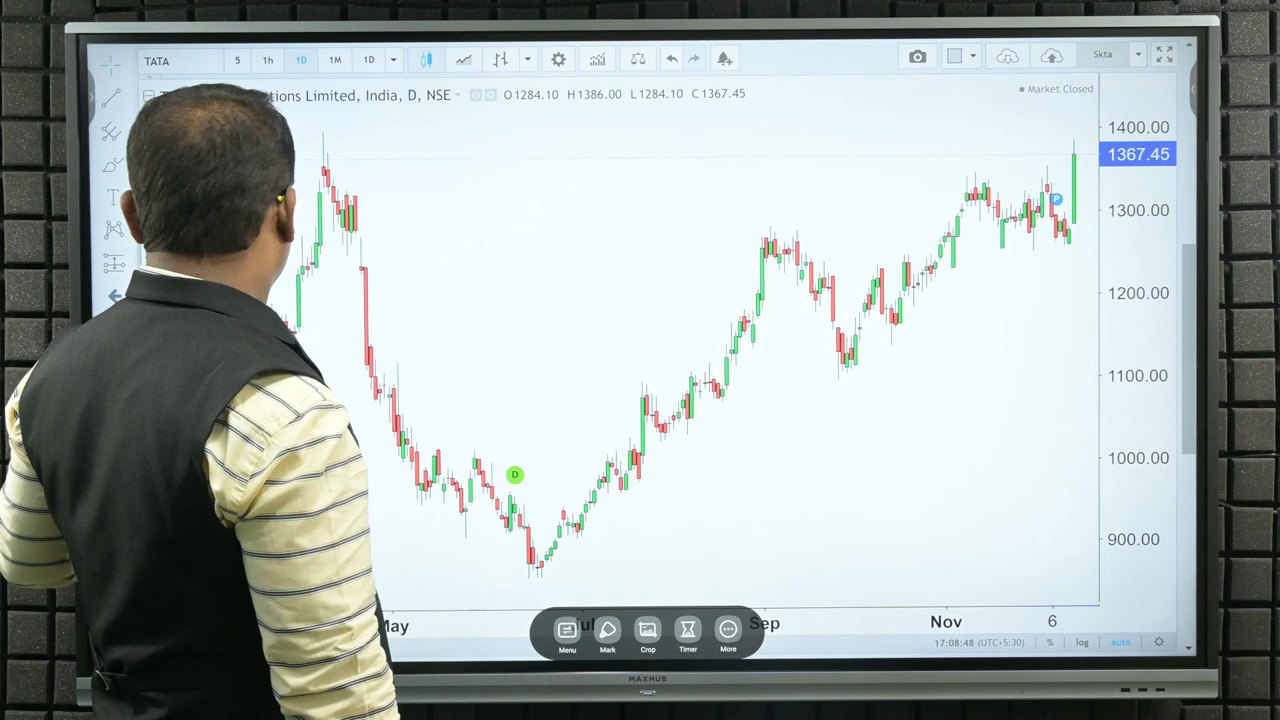 TATA 5 1h 1D 1M 1D Skta
tions Limited, India, D, NSE O1284.10 H1386.00 L1284.10 C1367.45 Market Closed
T
1400.00
1367.45
P
1300.00
1200.00
1100.00
1000.00
D
900.00
May Jul Sep Nov 6
Menu Mark Crop Timer More
17:08:48 (UTC+5:30) % log auto
MAXHUB